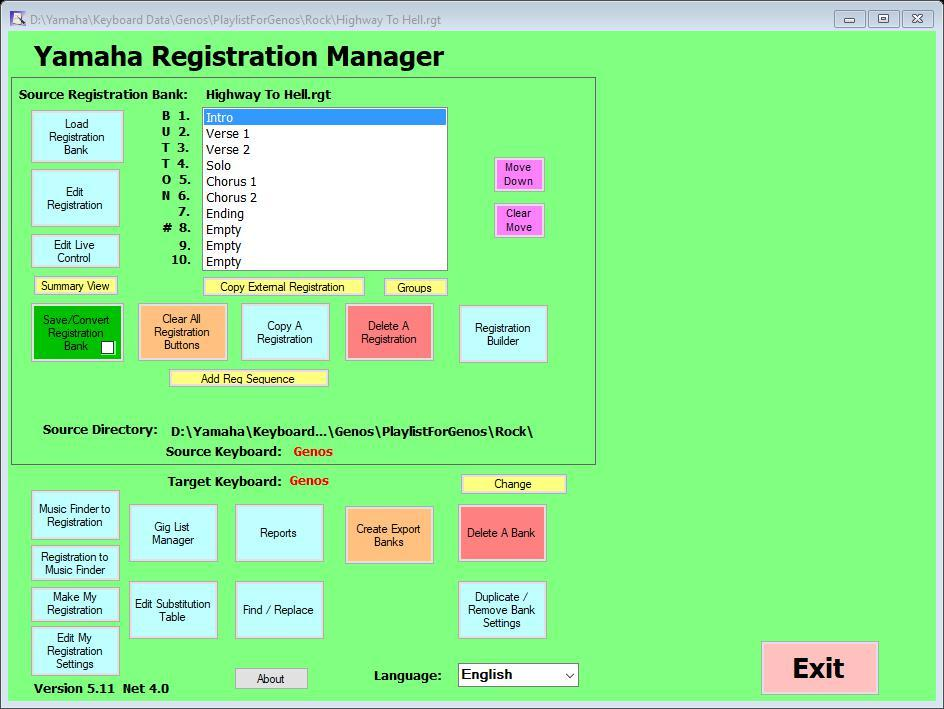 D:\Yamaha\Keyboard Data\Genos\PlaylistForGenos\Rock\Highway To Hell.rgt
Yamaha Registration Manager
Source Registration Bank: Highway To Hell.rgt
Load
Registration
Bank
Edit
Registration
Edit Live
Control
Summary View
B 1. Intro
U 2. Verse 1
T 3. Verse 2
T 4. Solo
O 5. Chorus 1
N 6. Chorus 2
7. Ending
# 8. Empty
9. Empty
10. Empty
Move
Down
Clear
Move
Copy External Registration
Groups
Save/Convert
Registration
Bank
Clear All
Registration
Buttons
Copy A
Registration
Delete A
Registration
Registration
Builder
Add Reg Sequence
Source Directory: D:\Yamaha\Keyboard...\Genos\PlaylistForGenos\Rock\
Source Keyboard: Genos
Target Keyboard: Genos
Change
Music Finder to
Registration
Gig List
Manager
Reports
Create Export
Banks
Delete A Bank
Registration to
Music Finder
Make My
Registration
Edit Substitution
Table
Find / Replace
Duplicate /
Remove Bank
Settings
Edit My
Registration
Settings
Version 5.11 Net 4.0
About
Language: English
Exit